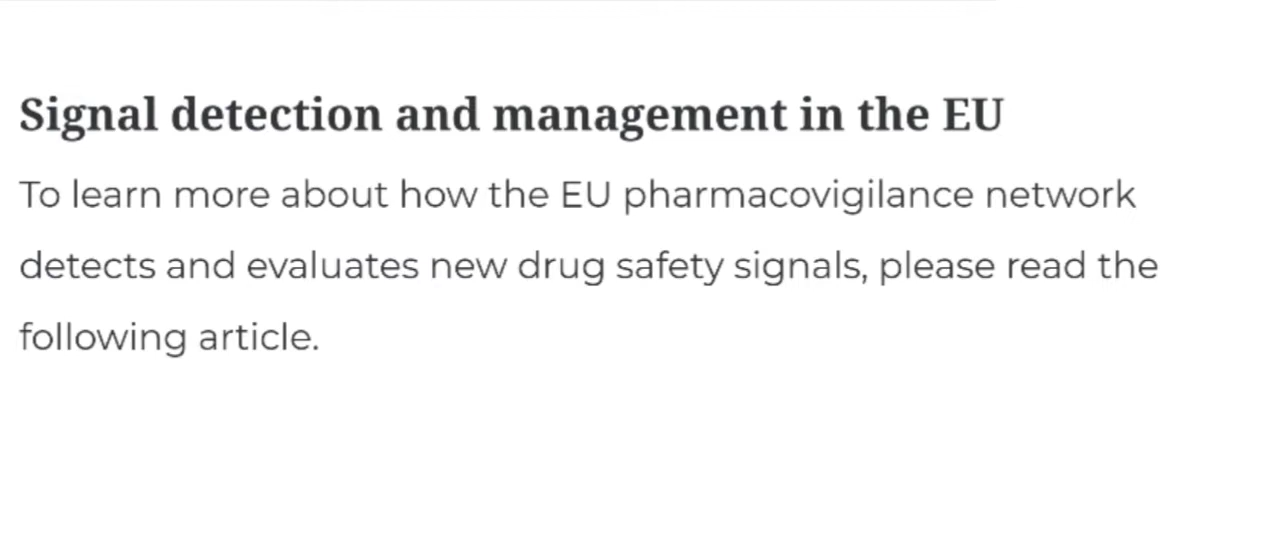 Signal detection and management in the EU
To learn more about how the EU pharmacovigilance network
detects and evaluates new drug safety signals, please read the
following article.